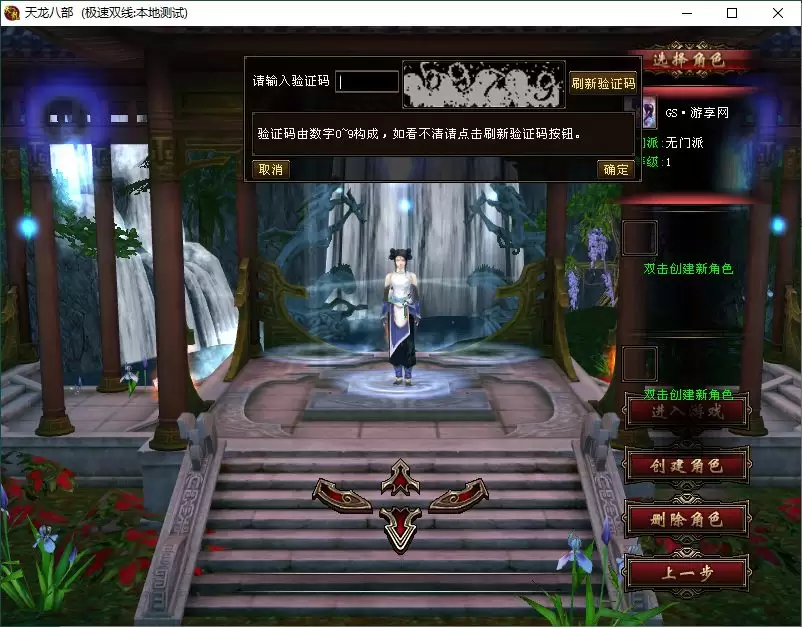 天龙八部 (极速双线:本地测试)
选择角色
请输入验证码
刷新验证码
验证码由数字0~9构成，如看不清请点击刷新验证码按钮。
取消
确定
GS·游享网
门派:无门派
等级:1
双击创建新角色
双击创建新角色
进入游戏
创建角色
删除角色
上一步